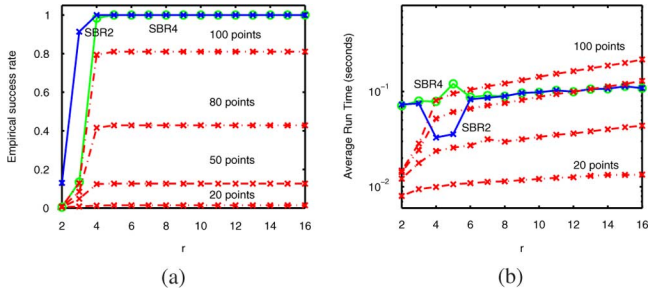 1
0.8
0.6
0.4
0.2
0
Empirical success rate
SBR2
SBR4
100 points
80 points
50 points
20 points
2 4 6 8 10 12 14 16
r
(a)
10⁻¹
10⁻²
Average Run Time (seconds)
100 points
SBR4
SBR2
20 points
2 4 6 8 10 12 14 16
r
(b)